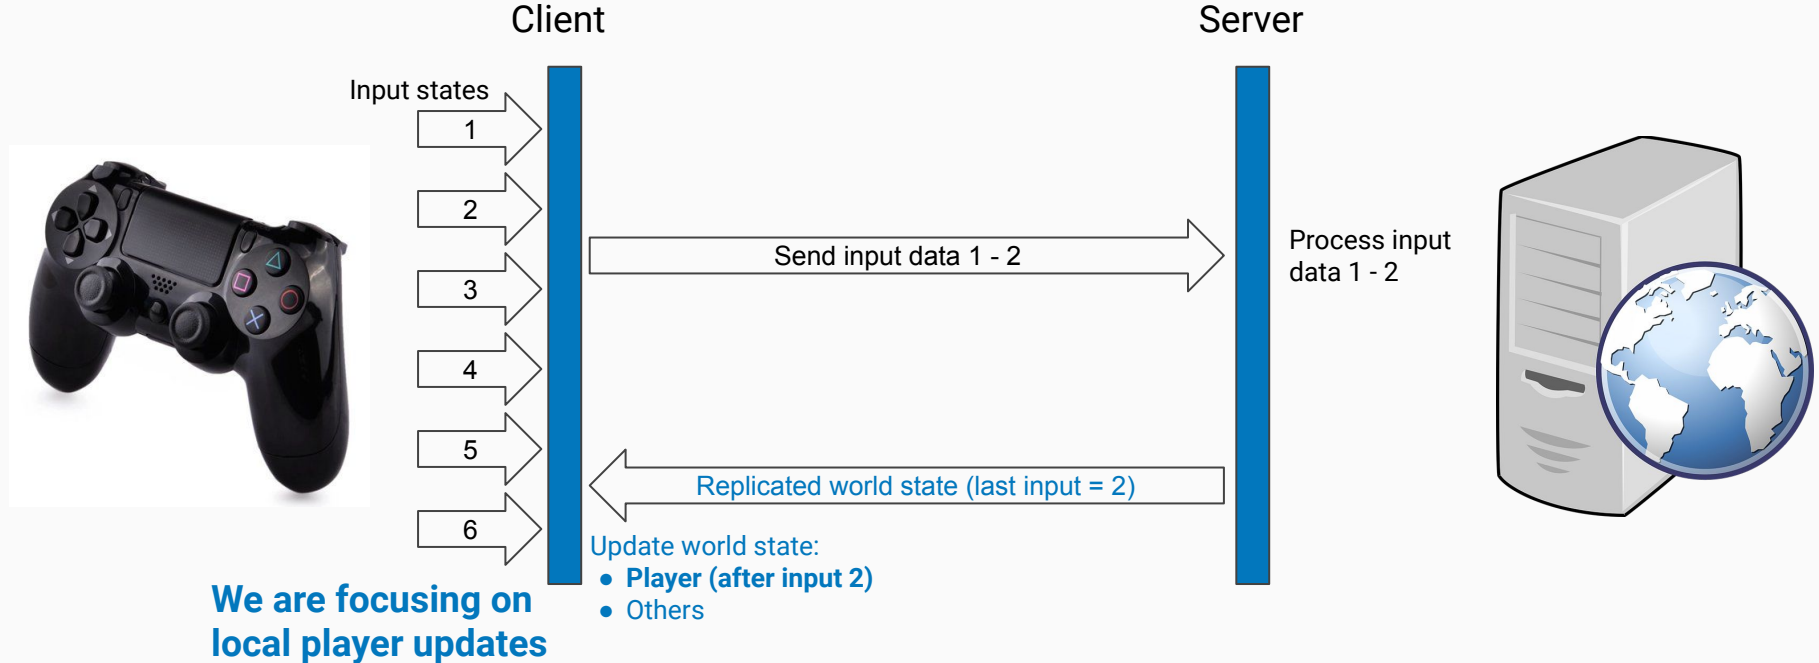 Client
Server
Input states
1
2
3
4
5
6
Send input data 1 - 2
Process input
data 1 - 2
Replicated world state (last input = 2)
Update world state:
● Player (after input 2)
● Others
We are focusing on
local player updates